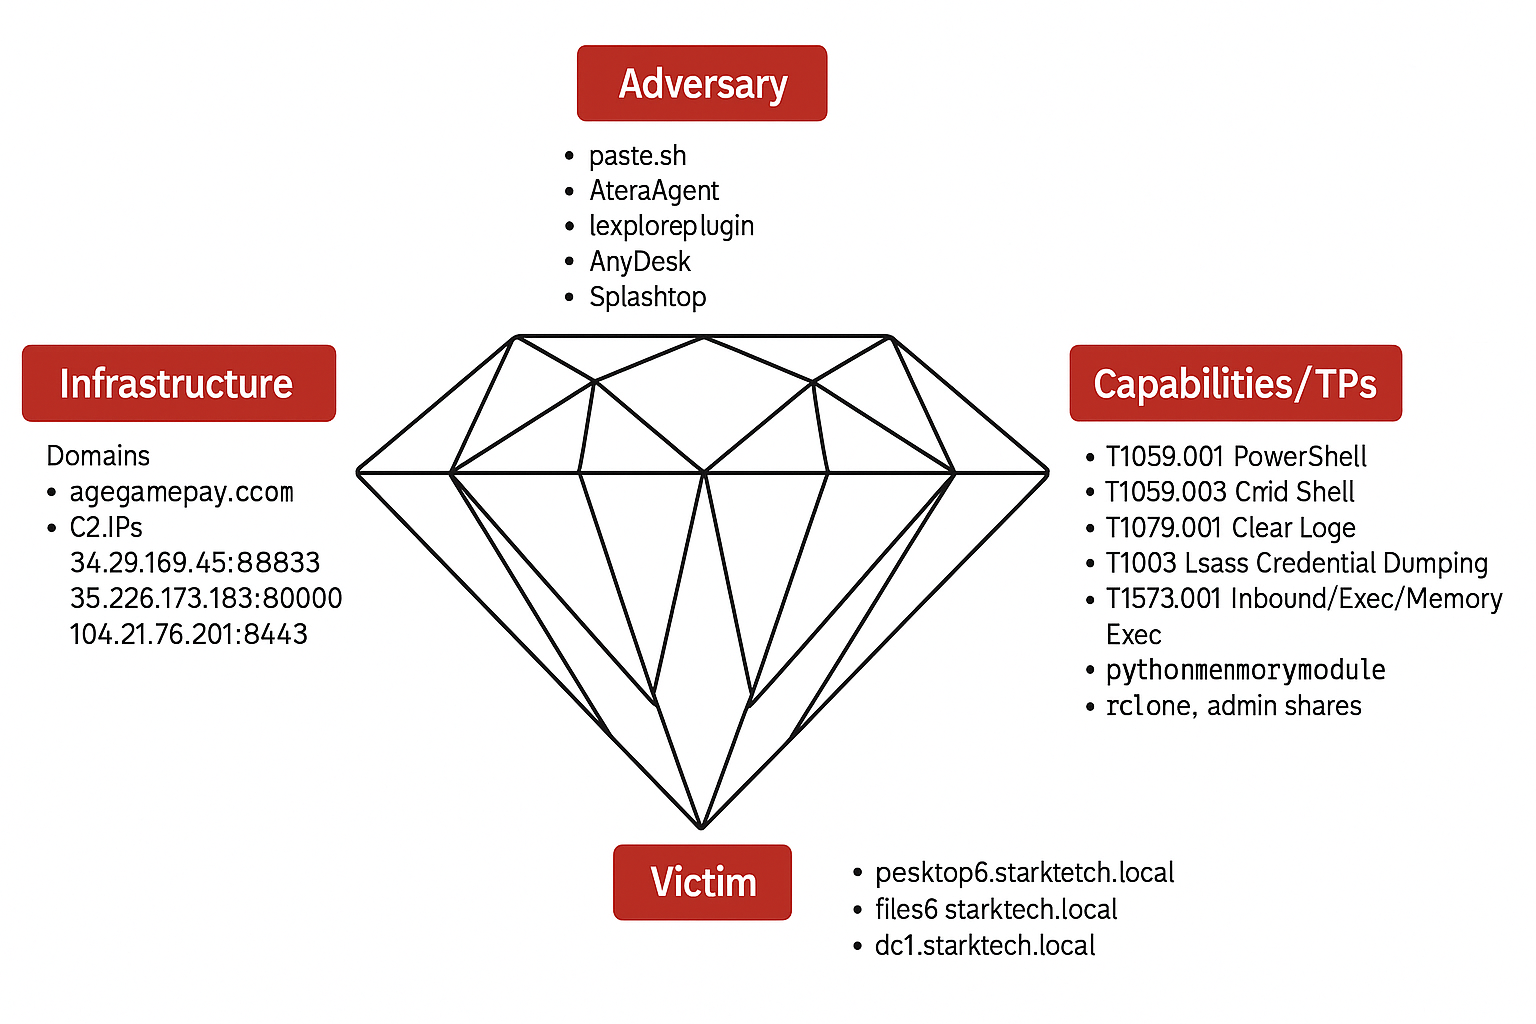 Adversary
• paste.sh
• AteraAgent
• lexploreplugin
• AnyDesk
• Splashtop
Infrastructure
Domains
• agegamepay.ccom
• C2.IPs
34.29.169.45:88833
35.226.173.183:80000
104.21.76.201:8443
Capabilities/TPs
• T1059.001 PowerShell
• T1059.003 Cmid Shell
• T1079.001 Clear Loge
• T1003 Lsass Credential Dumping
• T1573.001 Inbound/Exec/Memory
Exec
• pythonmenmorymodule
• rclone, admin shares
Victim
• pesktop6.starktetch.local
• files6 starktech.local
• dc1.starktech.local